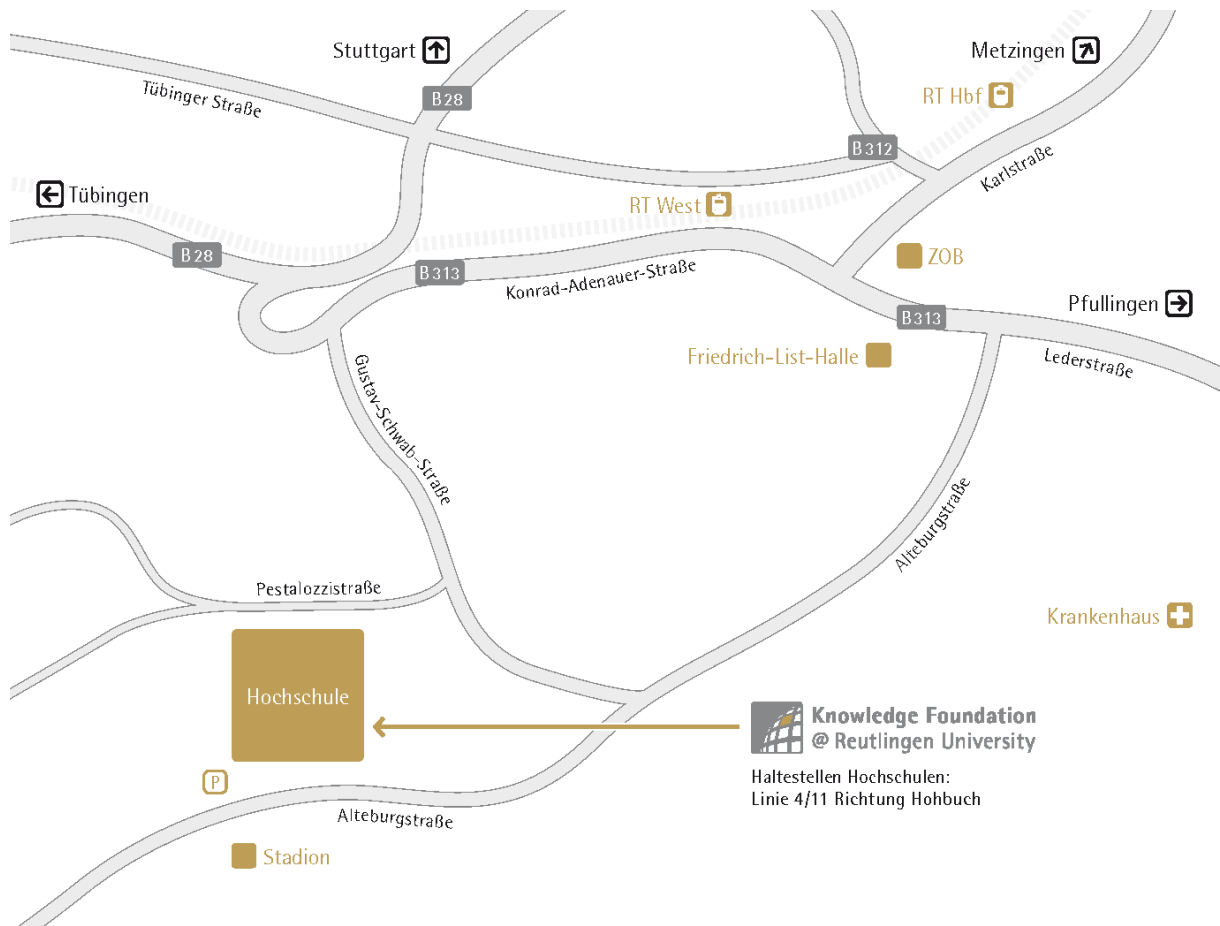 Stuttgart
Metzingen
B28
Tübinger Straße
RT Hbf
B312
Karlstraße
Tübingen
RT West
B28
B313
Konrad-Adenauer-Straße
ZOB
Pfullingen
B313
Friedrich-List-Halle
Lederstraße
Gustav-Schwab-Straße
Alteburgstraße
Pestalozzistraße
Krankenhaus
Hochschule
Knowledge Foundation
@ Reutlingen University
P
Haltestellen Hochschulen:
Linie 4/11 Richtung Hohbuch
Alteburgstraße
Stadion